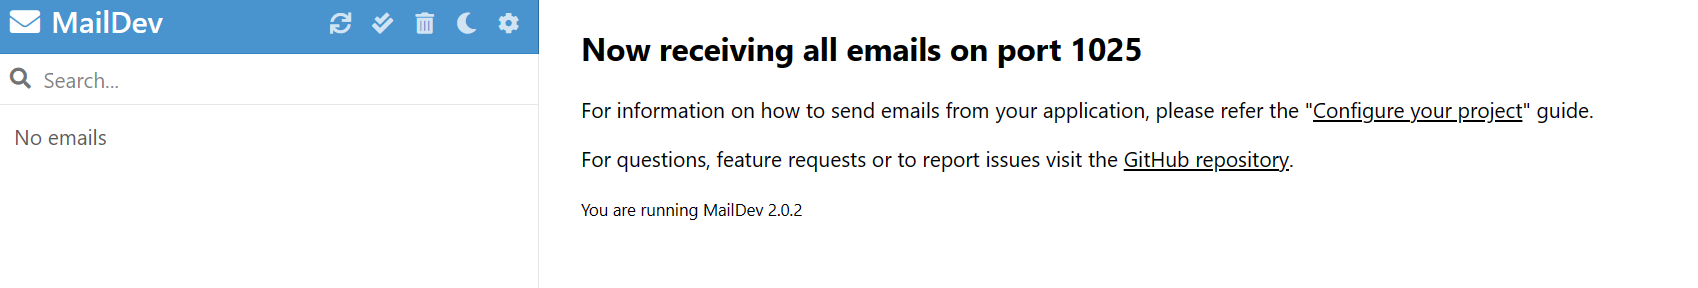 MailDev
Search...
No emails
Now receiving all emails on port 1025
For information on how to send emails from your application, please refer the "Configure your project" guide.
For questions, feature requests or to report issues visit the GitHub repository.
You are running MailDev 2.0.2